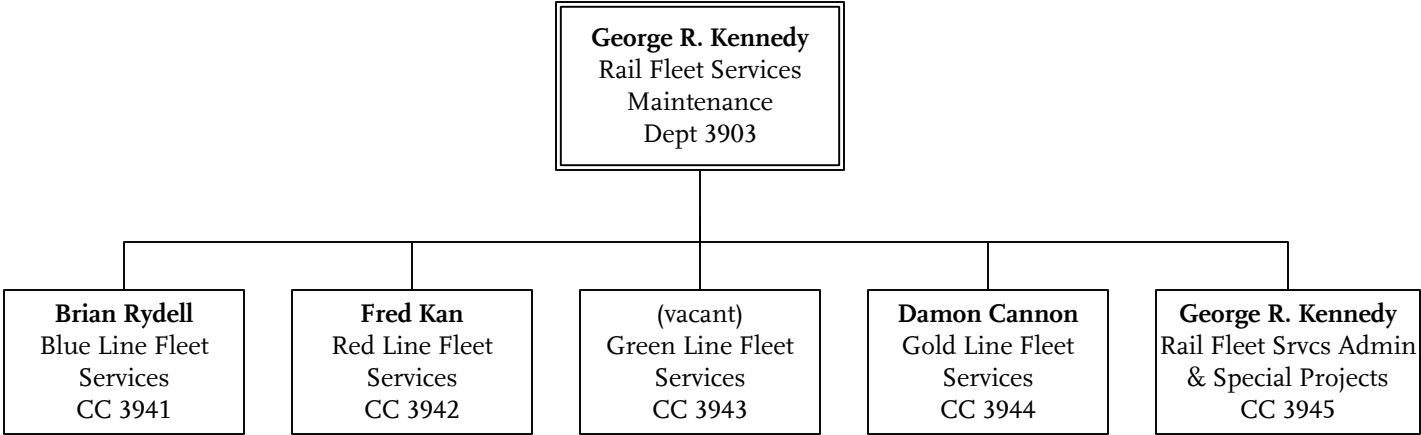 George R. Kennedy
Rail Fleet Services
Maintenance
Dept 3903
Brian Rydell
Blue Line Fleet
Services
CC 3941
Fred Kan
Red Line Fleet
Services
CC 3942
(vacant)
Green Line Fleet
Services
CC 3943
Damon Cannon
Gold Line Fleet
Services
CC 3944
George R. Kennedy
Rail Fleet Srvcs Admin
& Special Projects
CC 3945